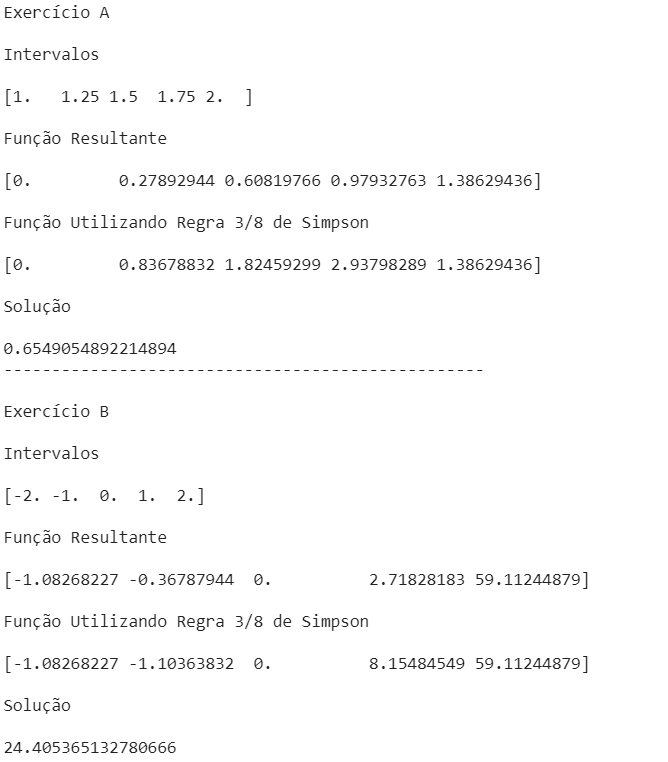 Exercício A
Intervalos
[1.   1.25 1.5  1.75 2.  ]
Função Resultante
[0.         0.27892944 0.60819766 0.97932763 1.38629436]
Função Utilizando Regra 3/8 de Simpson
[0.         0.83678832 1.82459299 2.93798289 1.38629436]
Solução
0.6549054892214894
--------------------------------------------------
Exercício B
Intervalos
[-2. -1.  0.  1.  2.]
Função Resultante
[-1.08268227 -0.36787944  0.          2.71828183 59.11244879]
Função Utilizando Regra 3/8 de Simpson
[-1.08268227 -1.10363832  0.          8.15484549 59.11244879]
Solução
24.405365132780666